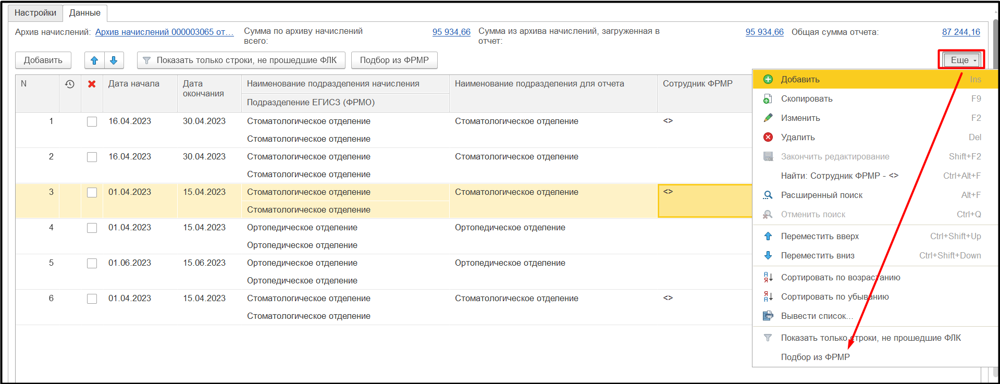 Настройки
Данные
Архив начислений: Архив начислений 000003065 от...
Сумма по архиву начислений
всего:
95 934,66
Сумма из архива начислений, загруженная в
отчет:
95 934,66
Общая сумма отчета:
87 244,16
Добавить
Показать только строки, не прошедшие ФЛК
Подбор из ФРМР
Еще
N
Дата начала
Дата
окончания
Наименование подразделения начисления
Подразделение ЕГИСЗ (ФРМО)
Наименование подразделения для отчета
Сотрудник ФРМР
1 16.04.2023 30.04.2023 Стоматологическое отделение Стоматологическое отделение <>
Стоматологическое отделение
2 16.04.2023 30.04.2023 Стоматологическое отделение Стоматологическое отделение
Стоматологическое отделение
3 01.04.2023 15.04.2023 Стоматологическое отделение Стоматологическое отделение <>
Стоматологическое отделение
4 01.04.2023 15.04.2023 Ортопедическое отделение Ортопедическое отделение
Ортопедическое отделение
5 01.06.2023 15.06.2023 Ортопедическое отделение Ортопедическое отделение
Ортопедическое отделение
6 01.04.2023 15.04.2023 Стоматологическое отделение Стоматологическое отделение <>
Стоматологическое отделение
Добавить Ins
Скопировать F9
Изменить F2
Удалить Del
Закончить редактирование Shift+F2
Найти: Сотрудник ФРМР - <> Ctrl+Alt+F
Расширенный поиск Alt+F
Отменить поиск Ctrl+Q
Переместить вверх Ctrl+Shift+Up
Переместить вниз Ctrl+Shift+Down
Сортировать по возрастанию
Сортировать по убыванию
Вывести список...
Показать только строки, не прошедшие ФЛК
Подбор из ФРМР